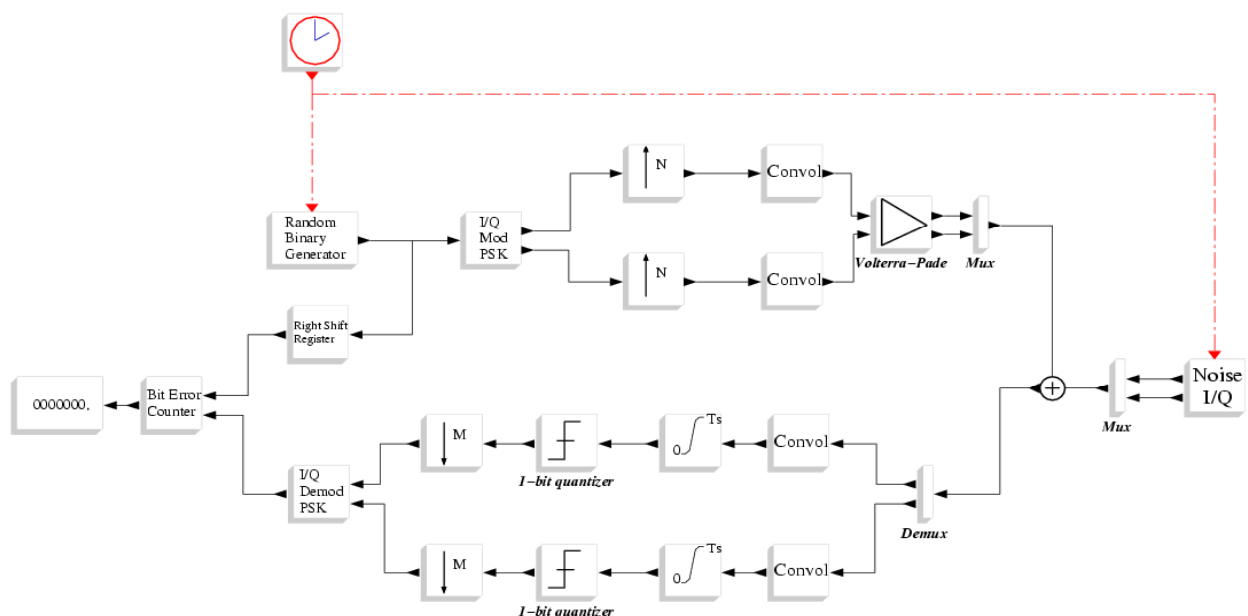 N
Convol
Random
Binary
Generator
I/Q
Mod
PSK
Volterra-Pade
Mux
N
Convol
Right Shift
Register
Noise
I/Q
Mux
0000000,
Bit Error
Counter
M
1-bit quantizer
0
Ts
Convol
I/Q
Demod
PSK
Demux
M
1-bit quantizer
0
Ts
Convol